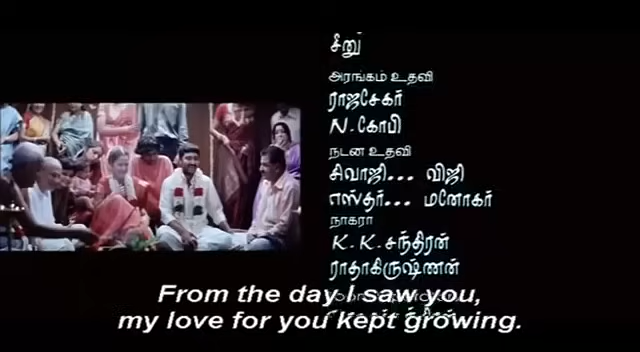 சீனு
அரங்கம் உதவி
ராஜசேகர்
N. கோபி
நடன உதவி
சிவாஜி... விஜி
எஸ்தர்... மனோகர்
நாகரா
K. K. சந்திரன்
ராதாகிருஷ்ணன்
From the day I saw you,
my love for you kept growing.